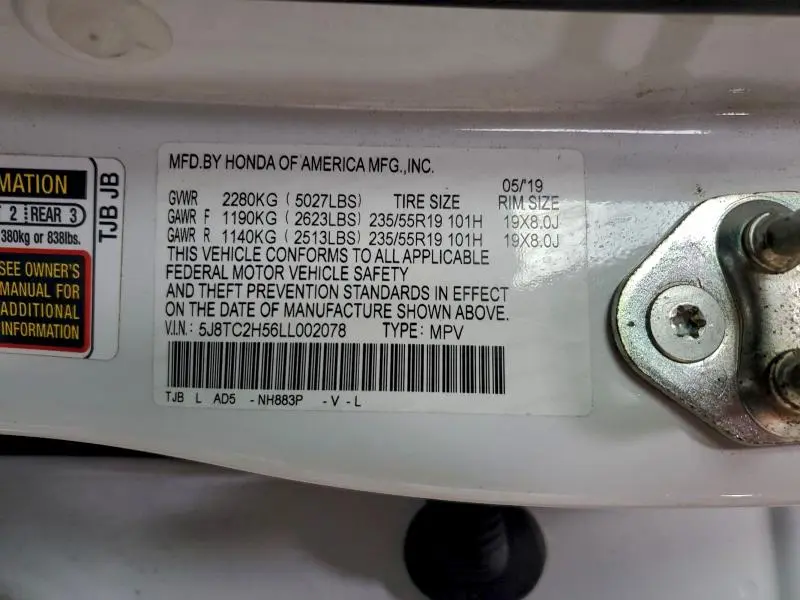 MATION
T 2 REAR 3
380kg or 838lbs.
SEE OWNER'S
MANUAL FOR
ADDITIONAL
INFORMATION
TJB JB
MFD.BY HONDA OF AMERICA MFG.,INC.
05/'19
GVWR 2280KG ( 5027LBS) TIRE SIZE RIM SIZE
GAWR F 1190KG ( 2623LBS) 235/55R19 101H 19X8.0J
GAWR R 1140KG ( 2513LBS) 235/55R19 101H 19X8.0J
THIS VEHICLE CONFORMS TO ALL APPLICABLE
FEDERAL MOTOR VEHICLE SAFETY
AND THEFT PREVENTION STANDARDS IN EFFECT
ON THE DATE OF MANUFACTURE SHOWN ABOVE.
V.I.N.: 5J8TC2H56LL002078 TYPE: MPV
TJB L AD5 - NH883P - V - L